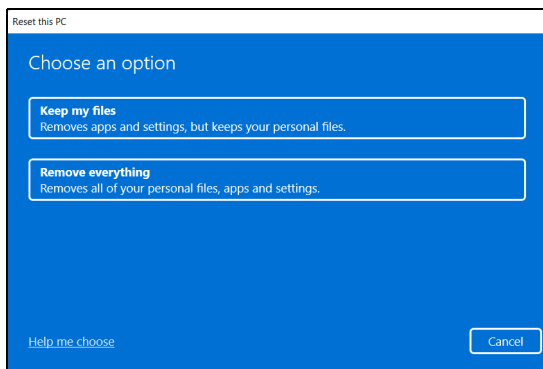 Reset this PC
Choose an option
Keep my files
Removes apps and settings, but keeps your personal files.
Remove everything
Removes all of your personal files, apps and settings.
Help me choose
Cancel